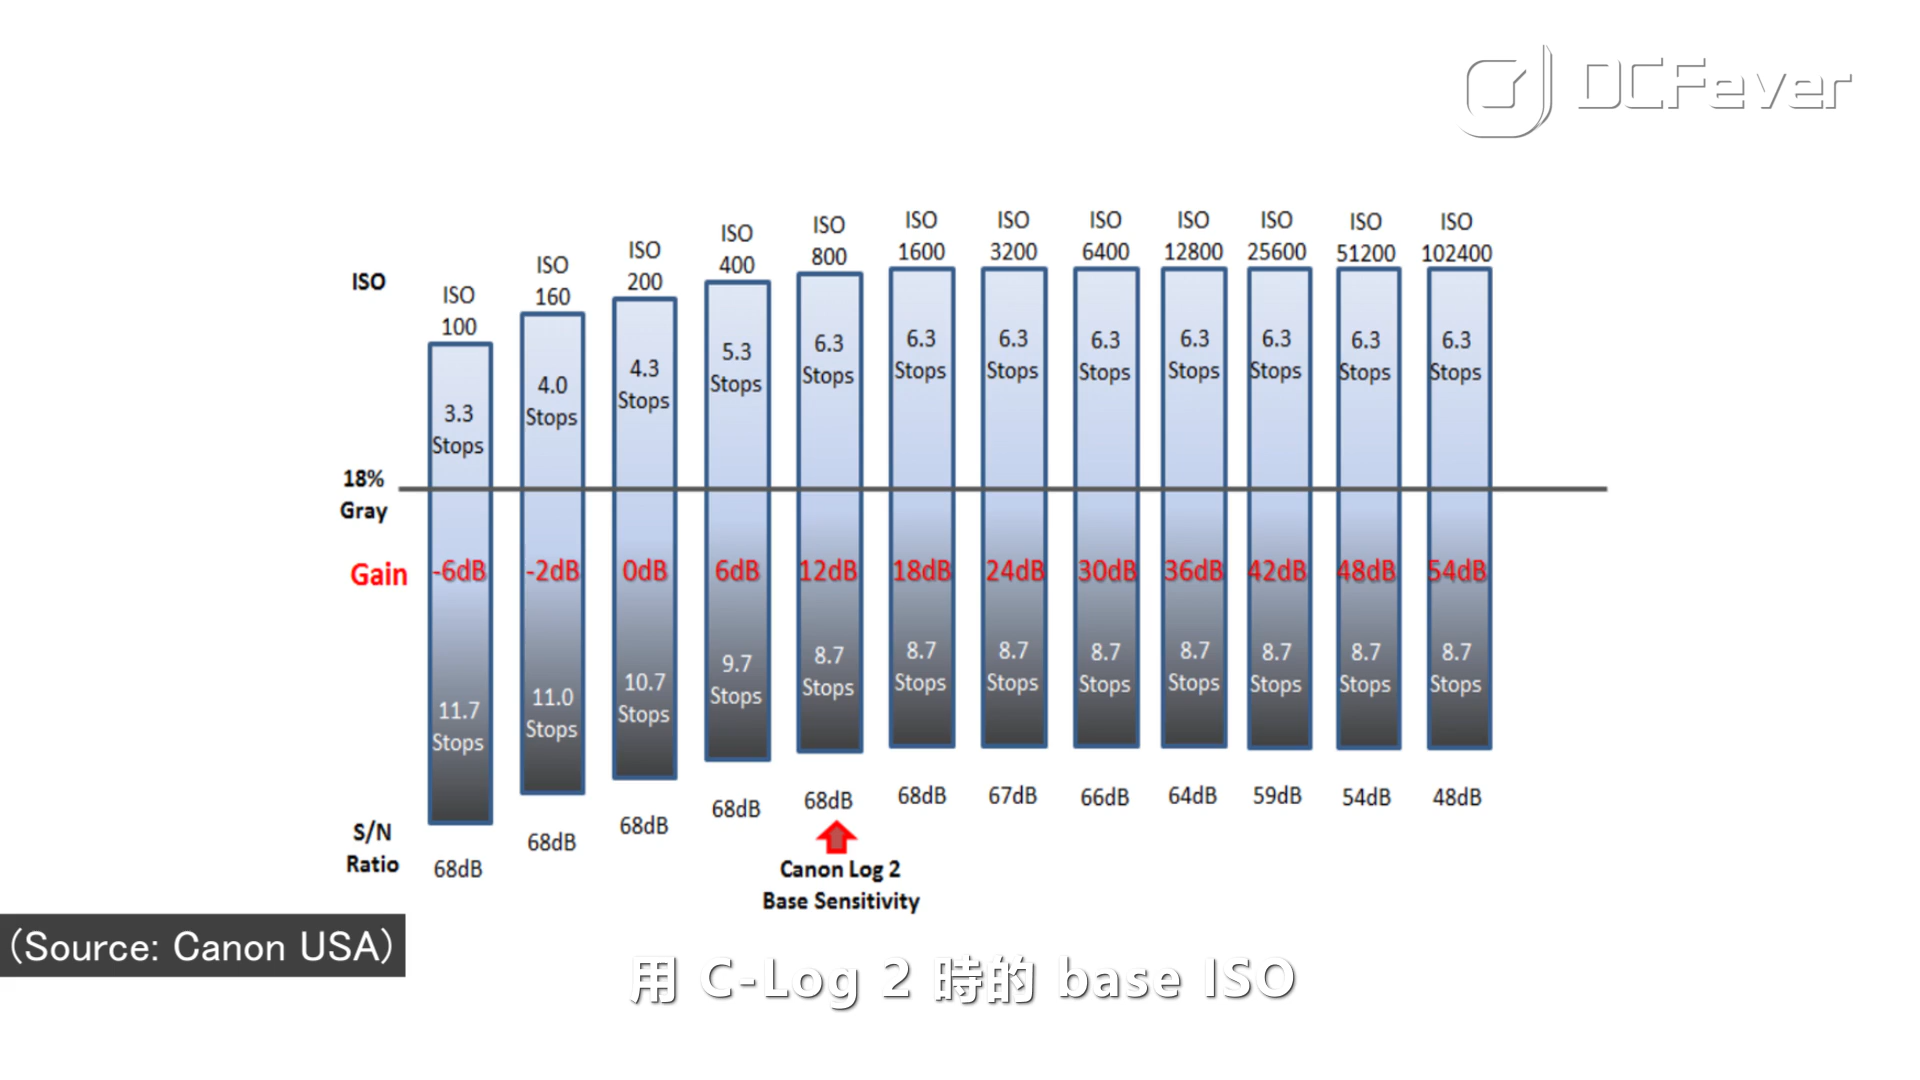 DCFever
ISO
ISO 100
ISO 160
ISO 200
ISO 400
ISO 800
ISO 1600
ISO 3200
ISO 6400
ISO 12800
ISO 25600
ISO 51200
ISO 102400
3.3 Stops
4.0 Stops
4.3 Stops
5.3 Stops
6.3 Stops
6.3 Stops
6.3 Stops
6.3 Stops
6.3 Stops
6.3 Stops
6.3 Stops
6.3 Stops
18% Gray
Gain
-6dB
-2dB
0dB
6dB
12dB
18dB
24dB
30dB
36dB
42dB
48dB
54dB
11.7 Stops
11.0 Stops
10.7 Stops
9.7 Stops
8.7 Stops
8.7 Stops
8.7 Stops
8.7 Stops
8.7 Stops
8.7 Stops
8.7 Stops
8.7 Stops
S/N Ratio
68dB
68dB
68dB
68dB
68dB
68dB
67dB
66dB
64dB
59dB
54dB
48dB
Canon Log 2
Base Sensitivity
(Source: Canon USA)
用 C-Log 2 時的 base ISO